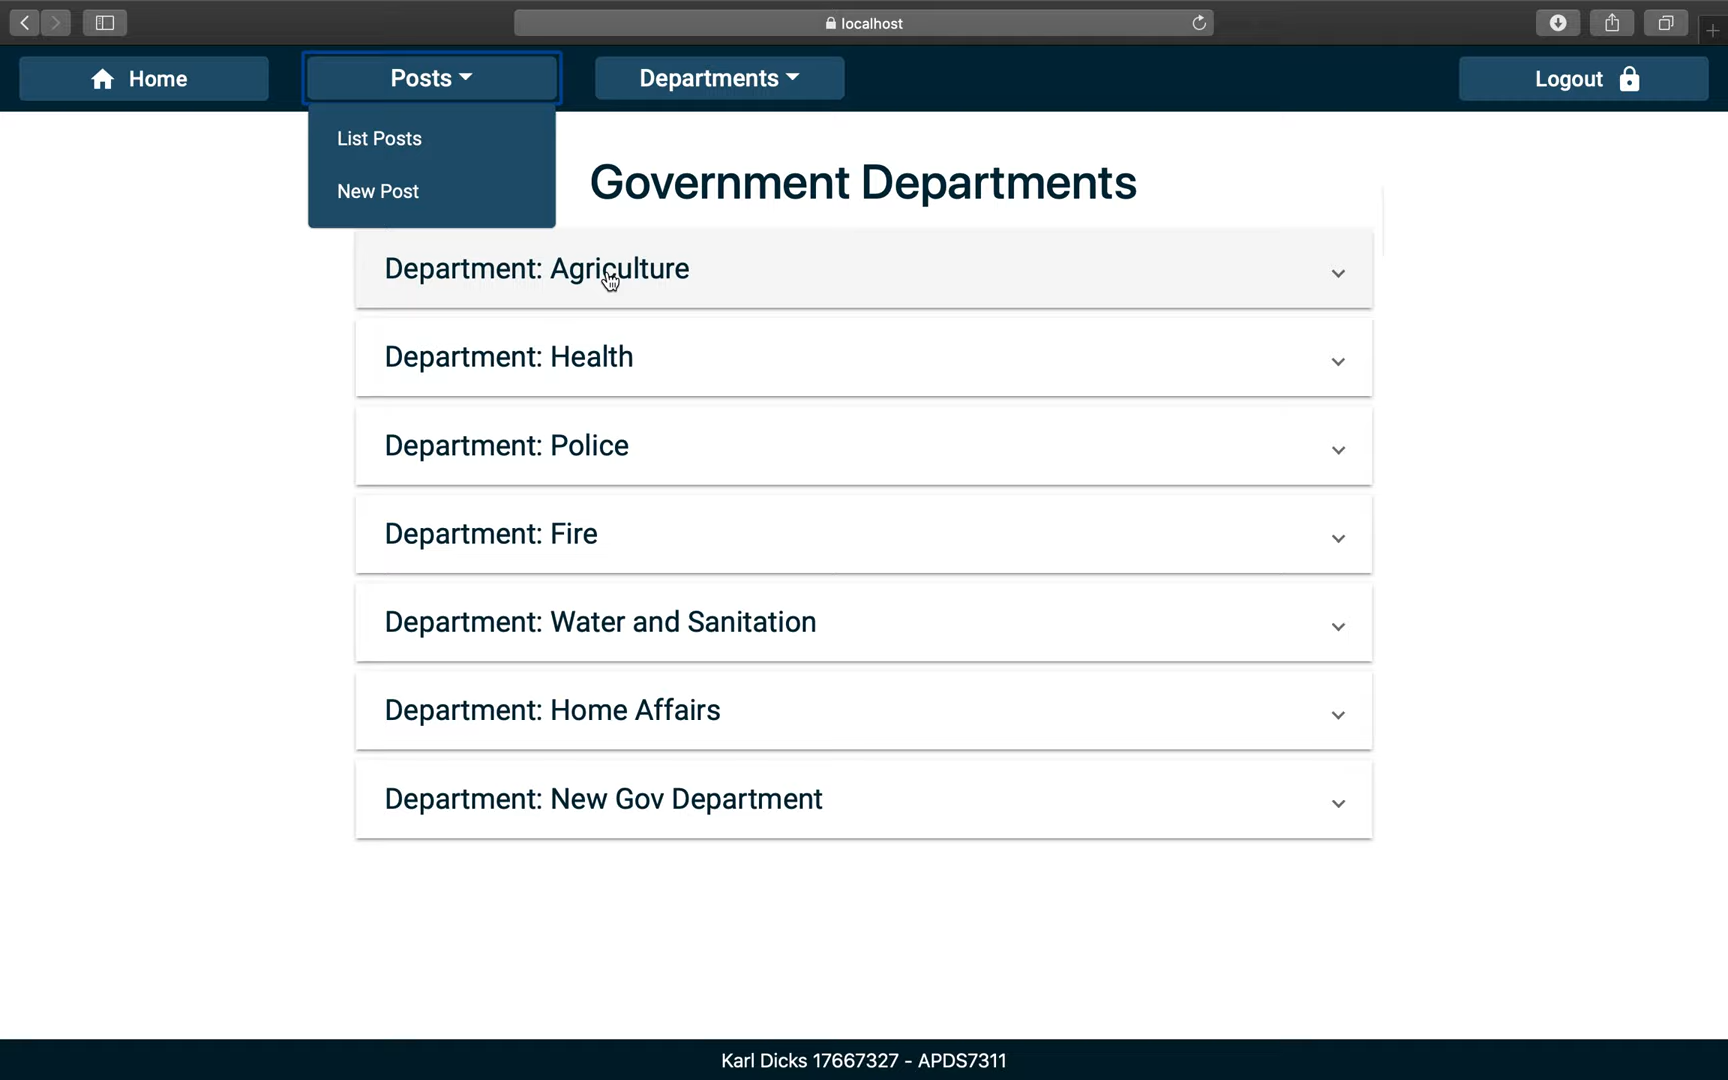 localhost
Home
Posts
Departments
Logout
List Posts
New Post
Government Departments
Department: Agriculture
Department: Health
Department: Police
Department: Fire
Department: Water and Sanitation
Department: Home Affairs
Department: New Gov Department
Karl Dicks 17667327 - APDS7311